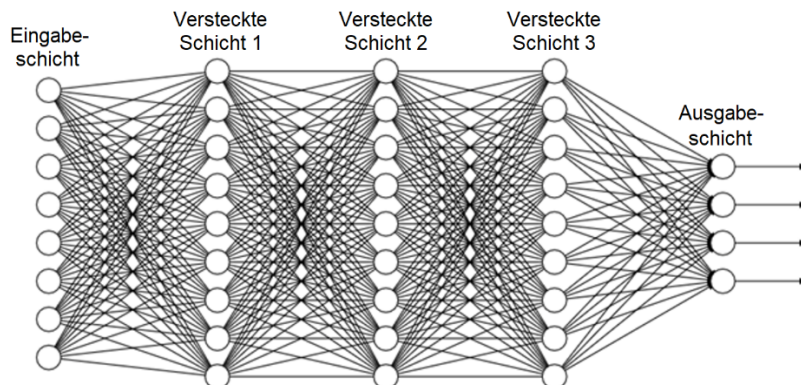 Eingabe-
schicht
Versteckte
Schicht 1
Versteckte
Schicht 2
Versteckte
Schicht 3
Ausgabe-
schicht